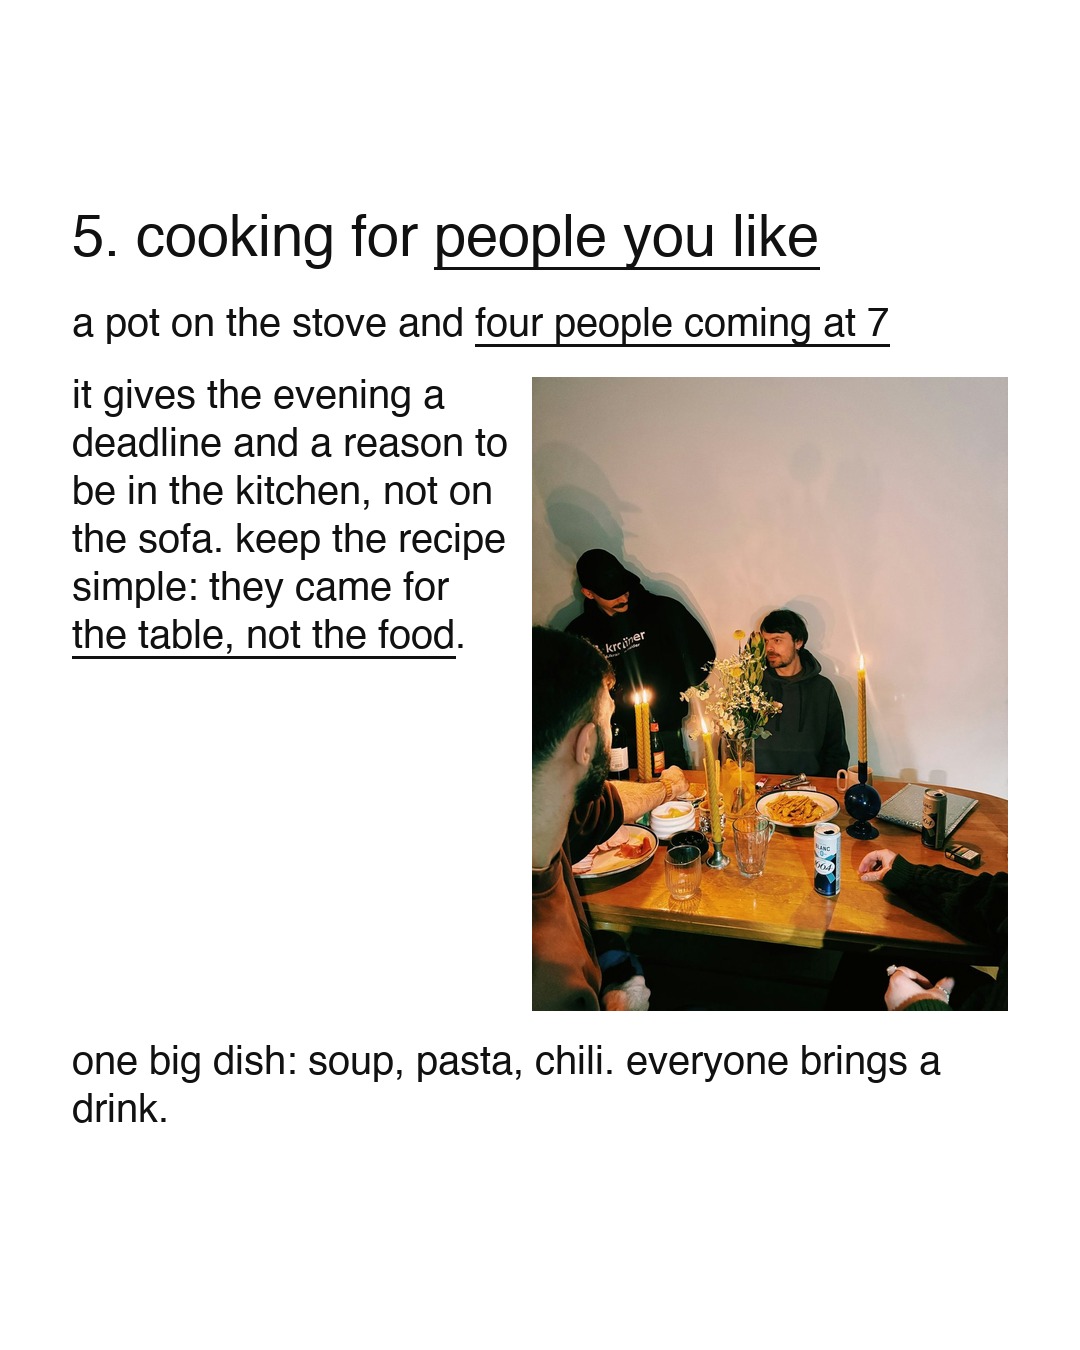 5. cooking for people you like
a pot on the stove and four people coming at 7
it gives the evening a
deadline and a reason to
be in the kitchen, not on
the sofa. keep the recipe
simple: they came for
the table, not the food.
one big dish: soup, pasta, chili. everyone brings a
drink.
BLANC